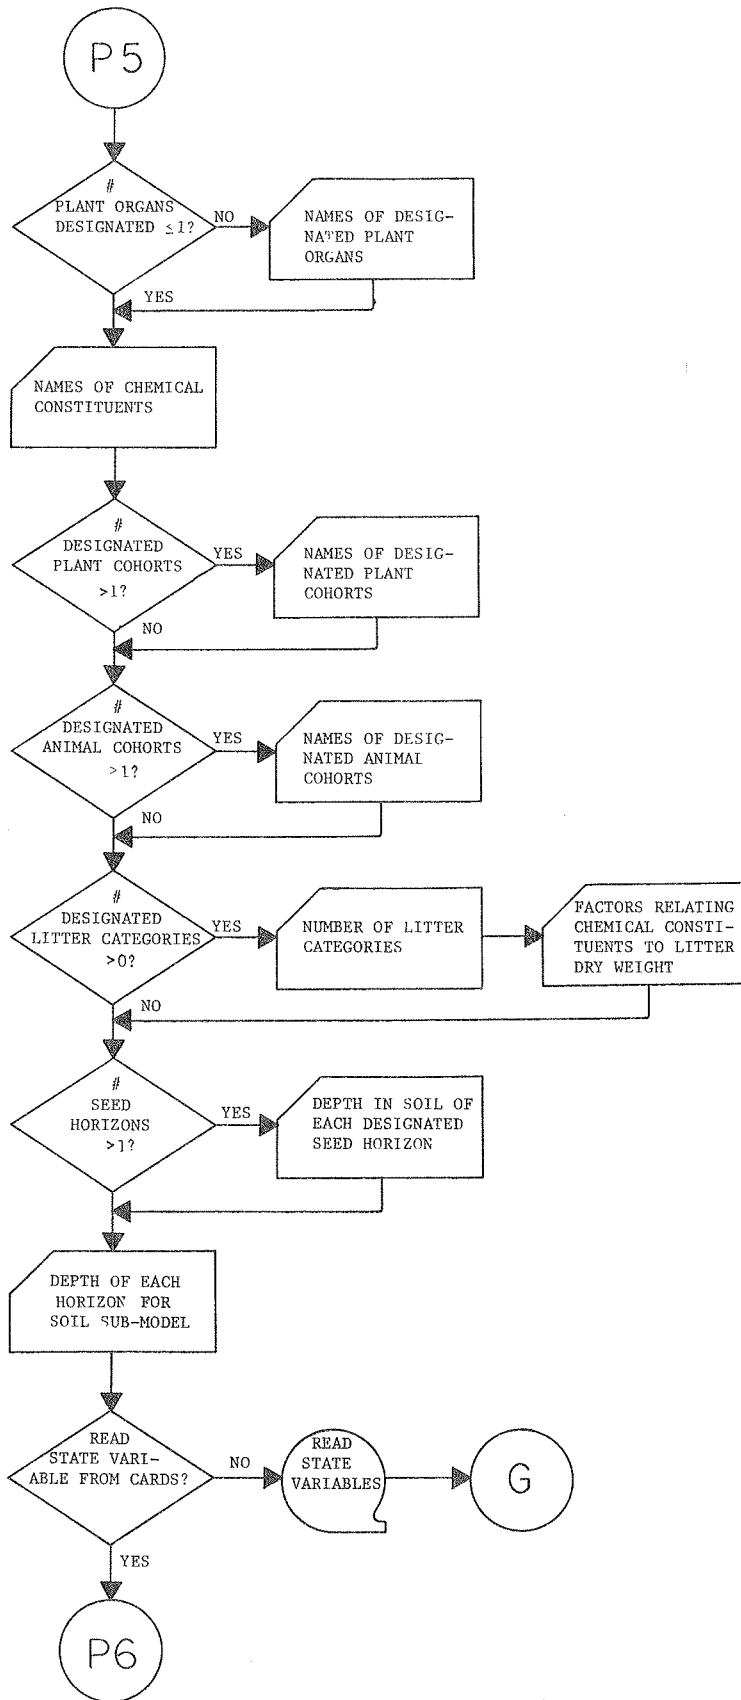 P5
#
PLANT ORGANS
DESIGNATED ≤1?
NO
NAMES OF DESIG-
NATED PLANT
ORGANS
YES
NAMES OF CHEMICAL
CONSTITUENTS
#
DESIGNATED
PLANT COHORTS
>1?
YES
NAMES OF DESIG-
NATED PLANT
COHORTS
NO
#
DESIGNATED
ANIMAL COHORTS
>1?
YES
NAMES OF DESIG-
NATED ANIMAL
COHORTS
NO
#
DESIGNATED
LITTER CATEGORIES
>0?
YES
NUMBER OF LITTER
CATEGORIES
FACTORS RELATING
CHEMICAL CONSTI-
TUENTS TO LITTER
DRY WEIGHT
NO
#
SEED
HORIZONS
>1?
YES
DEPTH IN SOIL OF
EACH DESIGNATED
SEED HORIZON
DEPTH OF EACH
HORIZON FOR
SOIL SUB-MODEL
READ
STATE VARI-
ABLE FROM CARDS?
NO
READ
STATE
VARIABLES
G
YES
P6